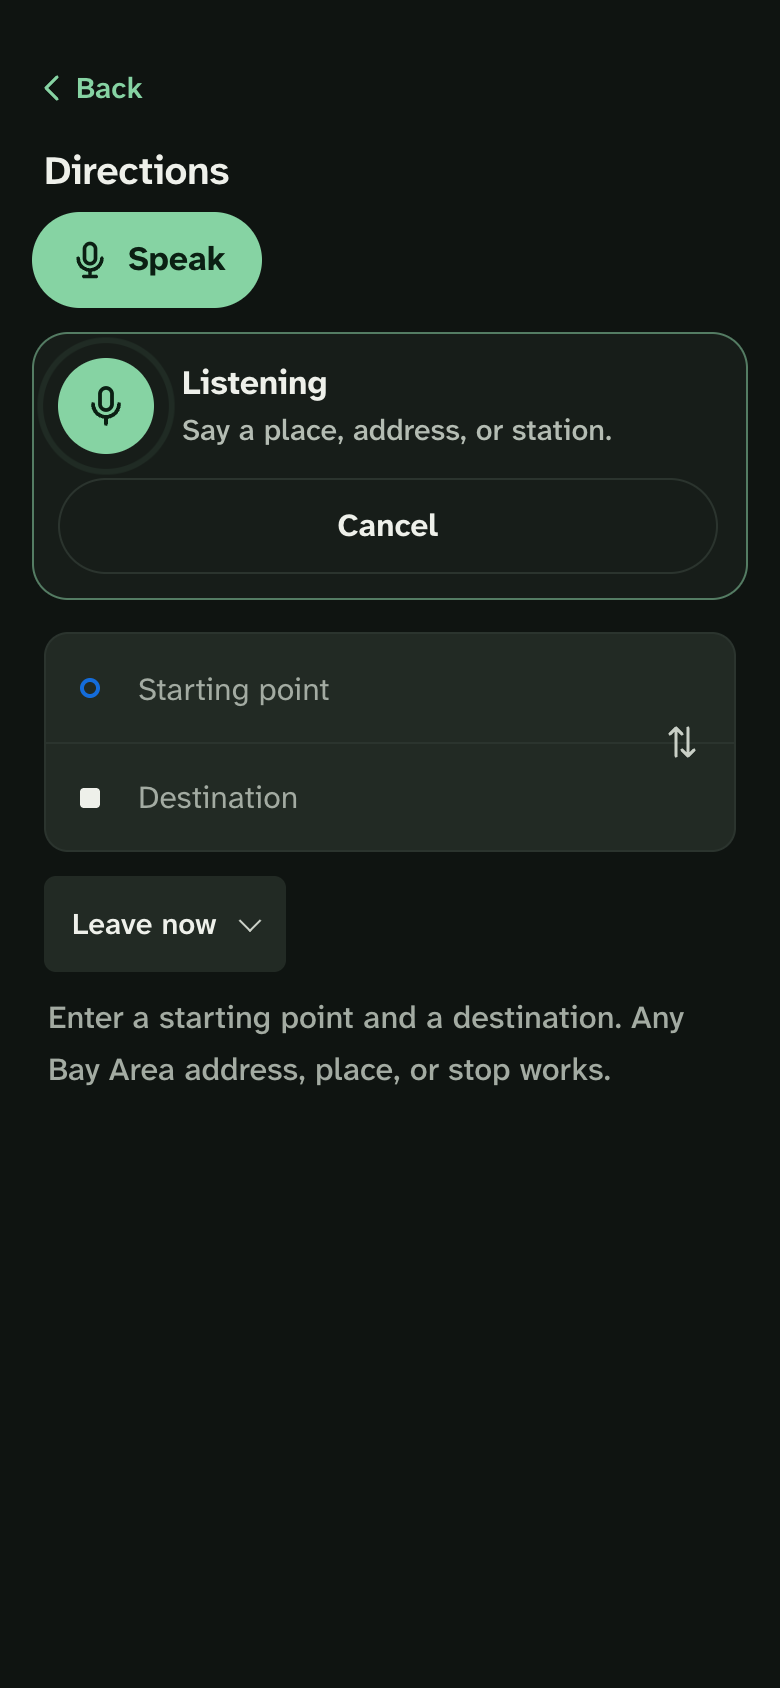 Back
Directions
Speak
Listening
Say a place, address, or station.
Cancel
Starting point
Destination
Leave now
Enter a starting point and a destination. Any
Bay Area address, place, or stop works.